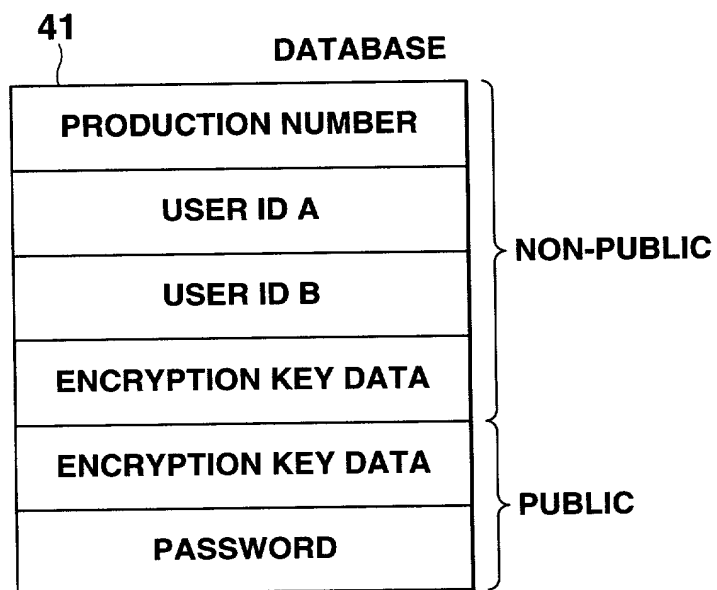 41
DATABASE
PRODUCTION NUMBER
USER ID A
USER ID B
NON-PUBLIC
ENCRYPTION KEY DATA
ENCRYPTION KEY DATA
PUBLIC
PASSWORD